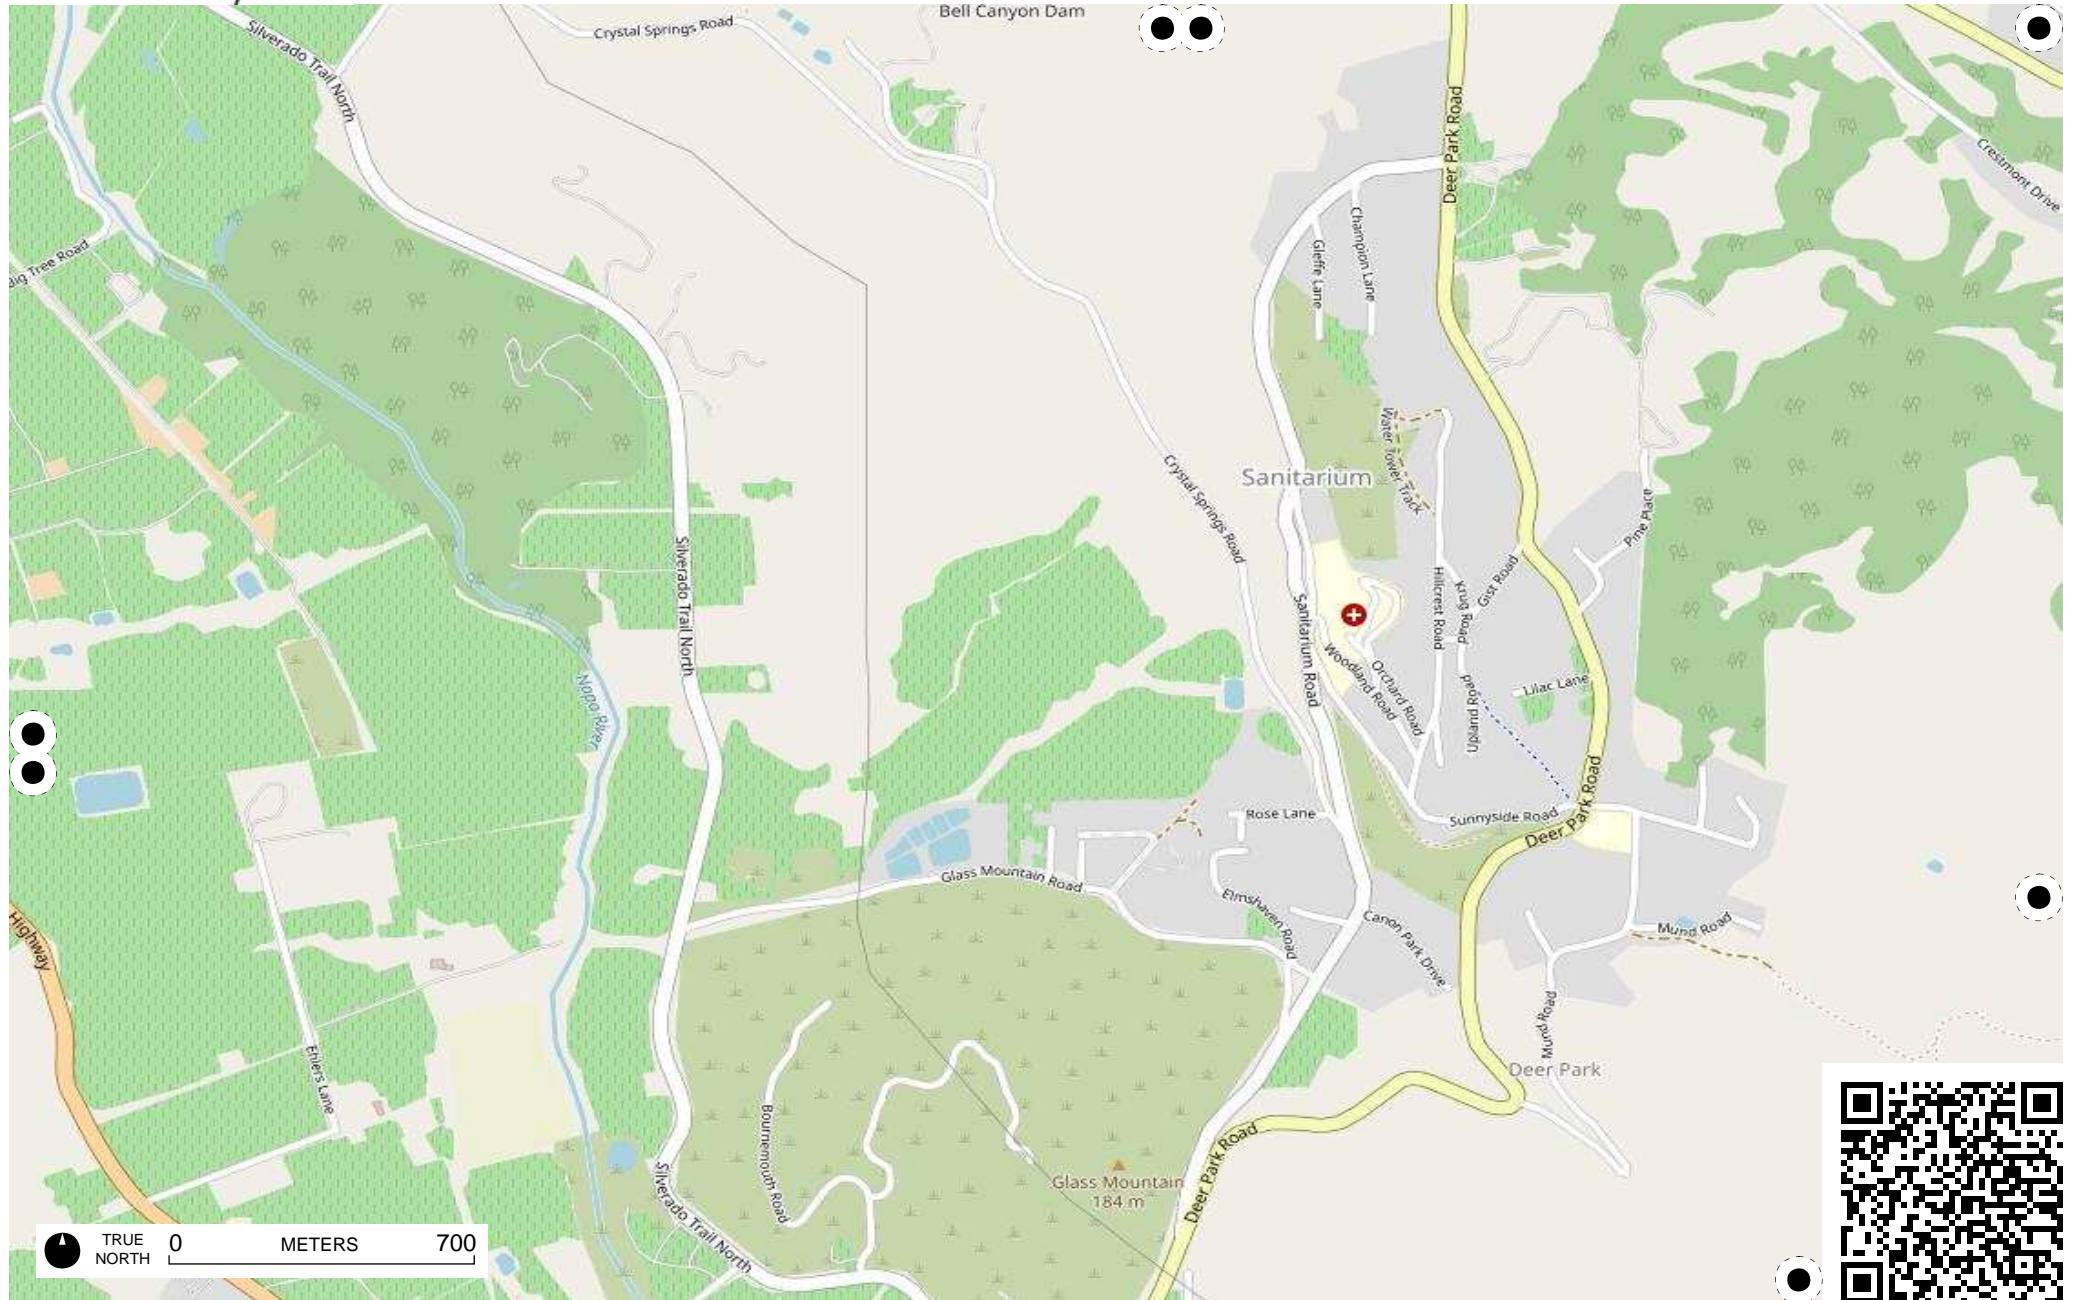 Bell Canyon Dam
Crystal Springs Road
Silverado Trail North
Deer Park Road
Crestmont Drive
Big Tree Road
Champion Lane
Gleffe Lane
Water Tower Track
Sanitarium
Crystal Springs Road
Pine Place
Silverado Trail North
Hillcrest Road
Krug Road
Gist Road
Sanitarium Road
Woodland Road
Orchard Road
Upland Road
Lilac Lane
Napa River
Rose Lane
Sunnyside Road
Deer Park Road
Glass Mountain Road
Elmshaven Road
Canon Park Drive
Mund Road
Highway
Mund Road
Ehlers Lane
Deer Park
Bournemouth Road
Glass Mountain
184 m
Deer Park Road
Silverado Trail North
TRUE
NORTH
0 METERS 700